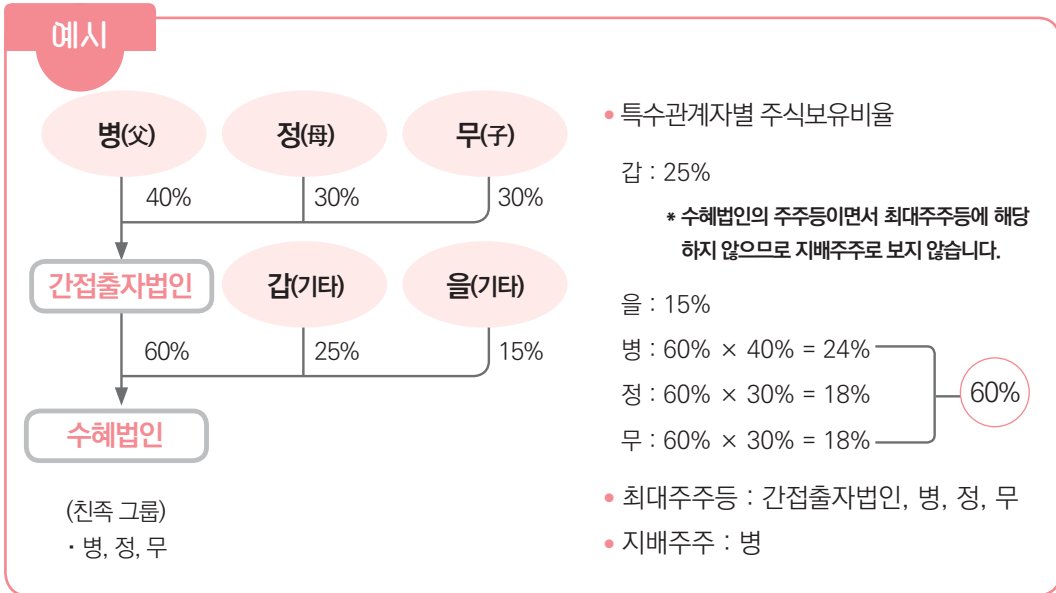 예시
병(父)
정(母)
무(子)
40%
30%
30%
간접출자법인
갑(기타)
을(기타)
60%
25%
15%
수혜법인
(친족 그룹)
· 병, 정, 무
• 특수관계자별 주식보유비율
갑 : 25%
* 수혜법인의 주주등이면서 최대주주등에 해당
하지 않으므로 지배주주로 보지 않습니다.
을 : 15%
병 : 60% × 40% = 24%
정 : 60% × 30% = 18%
무 : 60% × 30% = 18%
60%
• 최대주주등 : 간접출자법인, 병, 정, 무
• 지배주주 : 병